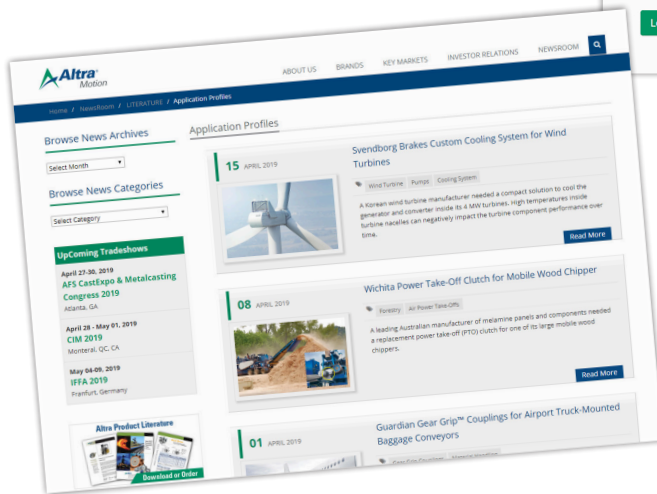 Altra
Motion
ABOUT US
BRANDS
KEY MARKETS
INVESTOR RELATIONS
NEWSROOM
Home / NewsRoom / LITERATURE / Application Profiles
Browse News Archives
Select Month
Browse News Categories
Select Category
UpComing Tradeshows
April 27-30, 2019
AFS CastExpo & Metalcasting
Congress 2019
Atlanta, GA
April 28 - May 01, 2019
CIM 2019
Monteral, QC, CA
May 04-09, 2019
IFFA 2019
Franfurt, Germany
Altra Product Literature
Download or Order
Application Profiles
15 APRIL 2019
Svendborg Brakes Custom Cooling System for Wind
Turbines
Wind Turbine Pumps Cooling System
A Korean wind turbine manufacturer needed a compact solution to cool the
generator and converter inside its 4 MW turbines. High temperatures inside
turbine nacelles can negatively impact the turbine component performance over
time.
Read More
08 APRIL 2019
Wichita Power Take-Off Clutch for Mobile Wood Chipper
Forestry Air Power Take-Offs
A leading Australian manufacturer of melamine panels and components needed
a replacement power take-off (PTO) clutch for one of its large mobile wood
chippers.
Read More
01 APRIL 2019
Guardian Gear Grip™ Couplings for Airport Truck-Mounted
Baggage Conveyors